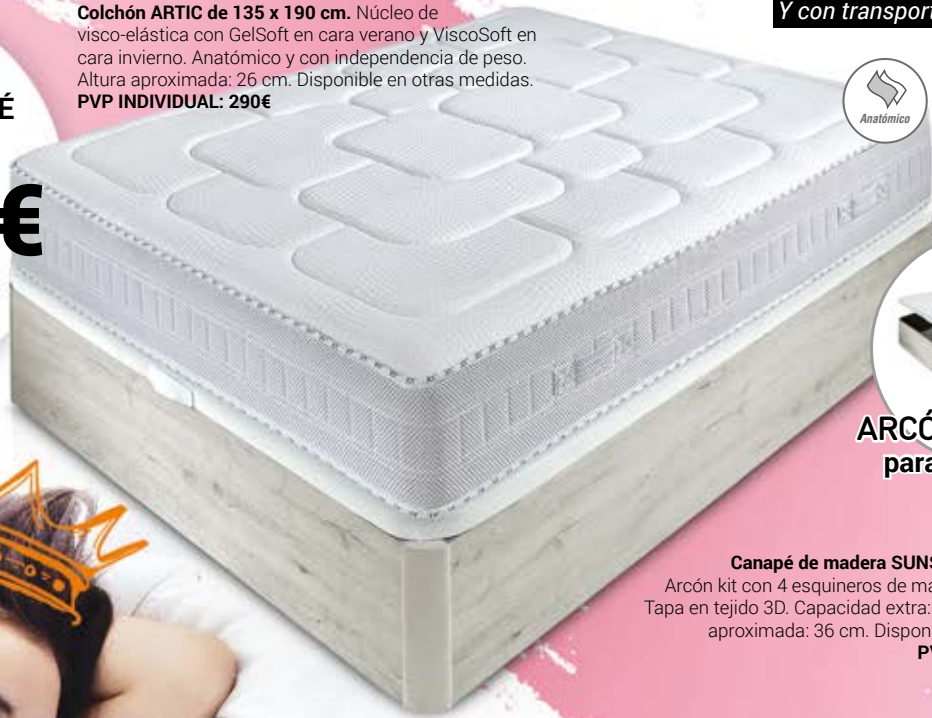 Colchón ARTIC de 135 x 190 cm. Núcleo de
visco-elástica con GelSoft en cara verano y ViscoSoft en
cara invierno. Anatómico y con independencia de peso.
Altura aproximada: 26 cm. Disponible en otras medidas.
PVP INDIVIDUAL: 290€
Y con transport
É
€
Anatómico
ARCÓ
para
Canapé de madera SUNS
Arcón kit con 4 esquineros de ma
Tapa en tejido 3D. Capacidad extra:
aproximada: 36 cm. Dispon
PV